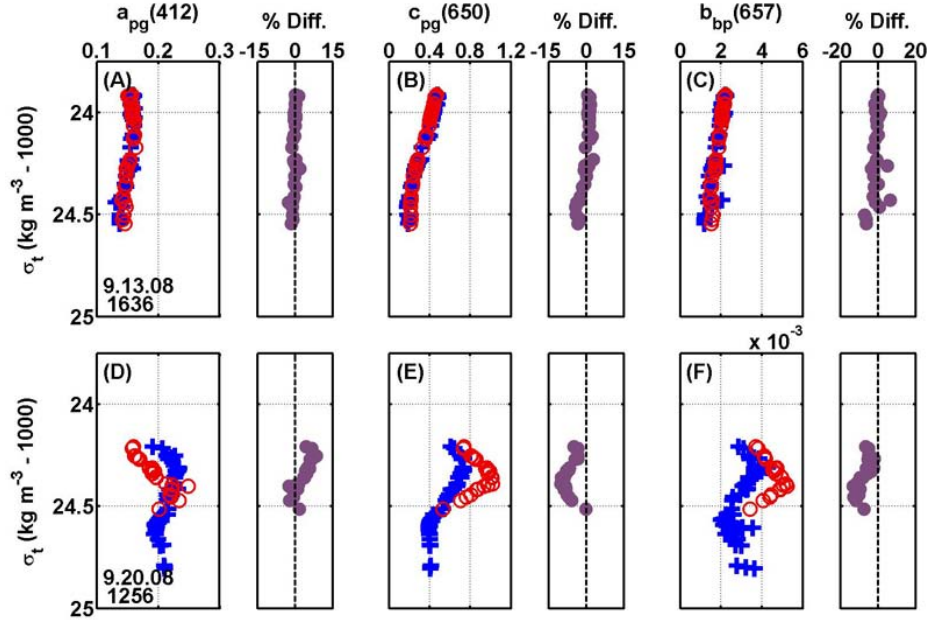 a_pg(412) % Diff. c_pg(650) % Diff. b_bp(657) % Diff.
0.1 0.2 0.3 -15 0 15 0 0.4 0.8 1.2 -15 0 15 0 2 4 6 -20 0 20
(A) (B) (C)
24
24.5
25
σ_t (kg m⁻³ - 1000)
9.13.08
1636
x 10⁻³
(D) (E) (F)
24
24.5
25
σ_t (kg m⁻³ - 1000)
9.20.08
1256